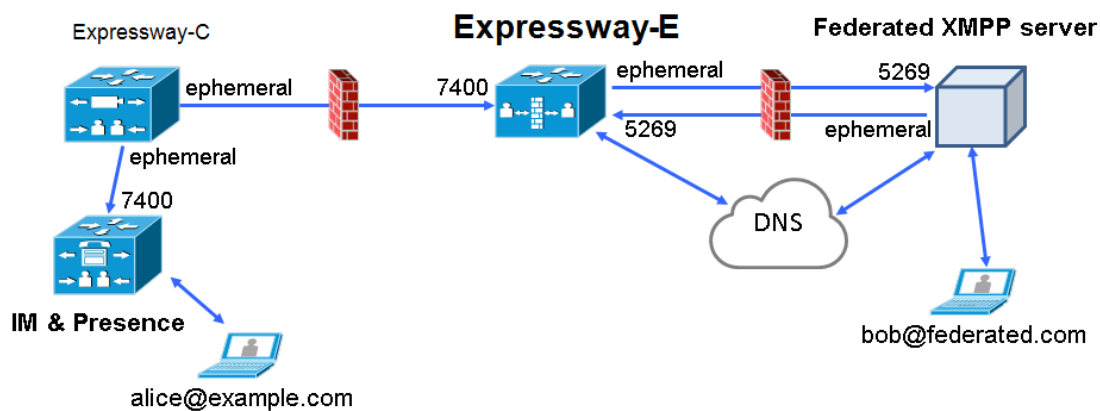 Expressway-C
Expressway-E
Federated XMPP server
ephemeral
7400
ephemeral
5269
5269
ephemeral
ephemeral
7400
DNS
IM & Presence
bob@federated.com
alice@example.com